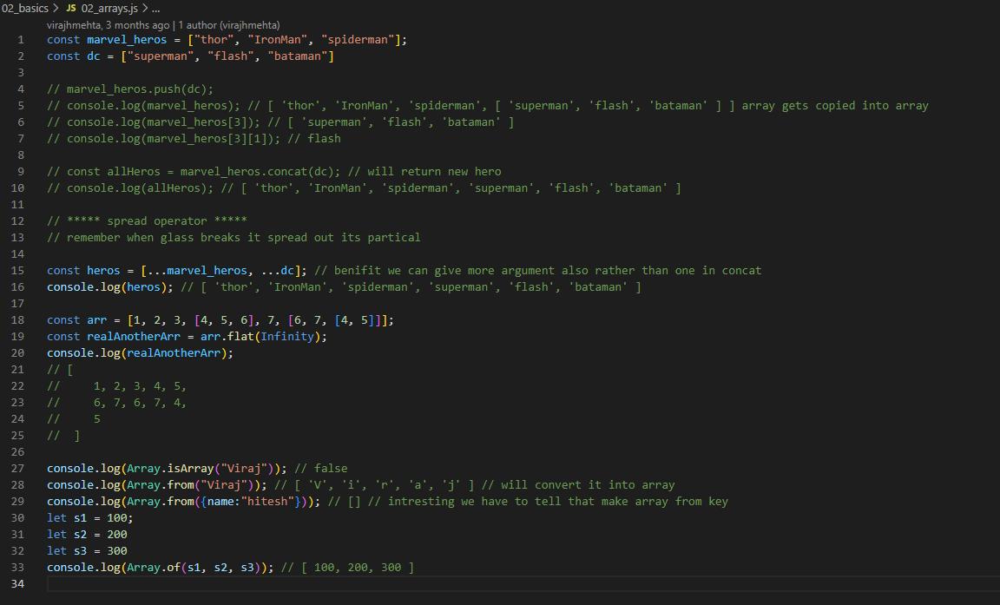 02_basics > JS 02_arrays.js > ...
virajhmehta, 3 months ago | 1 author (virajhmehta)
1 const marvel_heros = ["thor", "IronMan", "spiderman"];
2 const dc = ["superman", "flash", "bataman"]
3
4 // marvel_heros.push(dc);
5 // console.log(marvel_heros); // [ 'thor', 'IronMan', 'spiderman', [ 'superman', 'flash', 'bataman' ] ] array gets copied into array
6 // console.log(marvel_heros[3]); // [ 'superman', 'flash', 'bataman' ]
7 // console.log(marvel_heros[3][1]); // flash
8
9 // const allHeros = marvel_heros.concat(dc); // will return new hero
10 // console.log(allHeros); // [ 'thor', 'IronMan', 'spiderman', 'superman', 'flash', 'bataman' ]
11
12 // ***** spread operator *****
13 // remember when glass breaks it spread out its partical
14
15 const heros = [...marvel_heros, ...dc]; // benifit we can give more argument also rather than one in concat
16 console.log(heros); // [ 'thor', 'IronMan', 'spiderman', 'superman', 'flash', 'bataman' ]
17
18 const arr = [1, 2, 3, [4, 5, 6], 7, [6, 7, [4, 5]]];
19 const realAnotherArr = arr.flat(Infinity);
20 console.log(realAnotherArr);
21 // [
22 //     1, 2, 3, 4, 5,
23 //     6, 7, 6, 7, 4,
24 //     5
25 //  ]
26
27 console.log(Array.isArray("Viraj")); // false
28 console.log(Array.from("Viraj")); // [ 'V', 'i', 'r', 'a', 'j' ] // will convert it into array
29 console.log(Array.from({name:"hitesh"})); // [] // intresting we have to tell that make array from key
30 let s1 = 100;
31 let s2 = 200
32 let s3 = 300
33 console.log(Array.of(s1, s2, s3)); // [ 100, 200, 300 ]
34